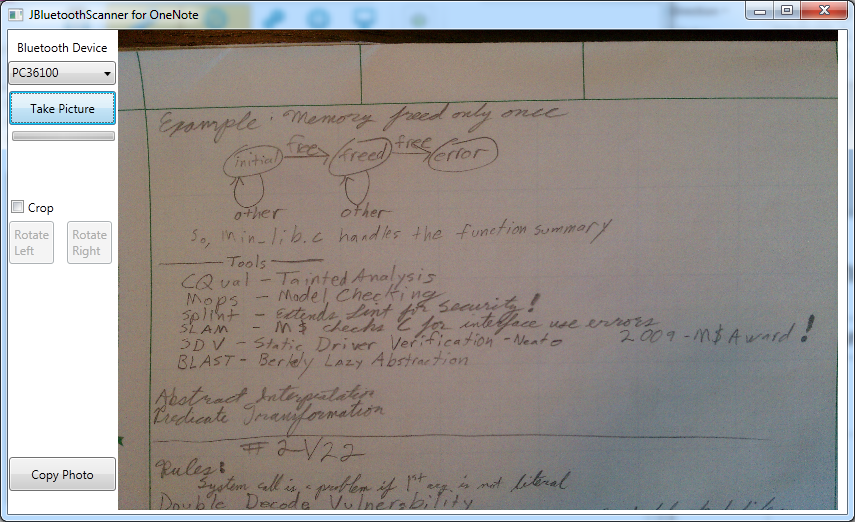 JBluetoothScanner for OneNote
Bluetooth Device
PC36100
Take Picture
Crop
Rotate Left
Rotate Right
Copy Photo
Example: Memory freed only once
initial free freed free error
other other
So, min_lib.c handles the function summary
Tools
CQual - Tainted Analysis
Mops - Model Checking
Splint - Extends Lint for Security!
SLAM - M$ checks C for interface use errors
SDV - Static Driver Verification - Neato 2009 - M$ Award!
BLAST - Berkly Lazy Abstraction
Abstract Interpretation
Predicate Transformation
#2-V22
Rules:
System call is a problem if 1st arg is not literal
Double Decode Vulnerability